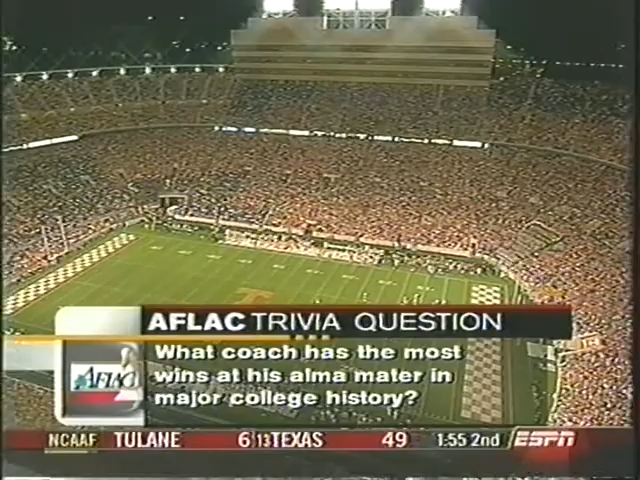 AFLAC TRIVIA QUESTION
What coach has the most
wins at his alma mater in
major college history?
AFLAC
NCAAF TULANE 6 13 TEXAS 49 1:55 2nd ESPN